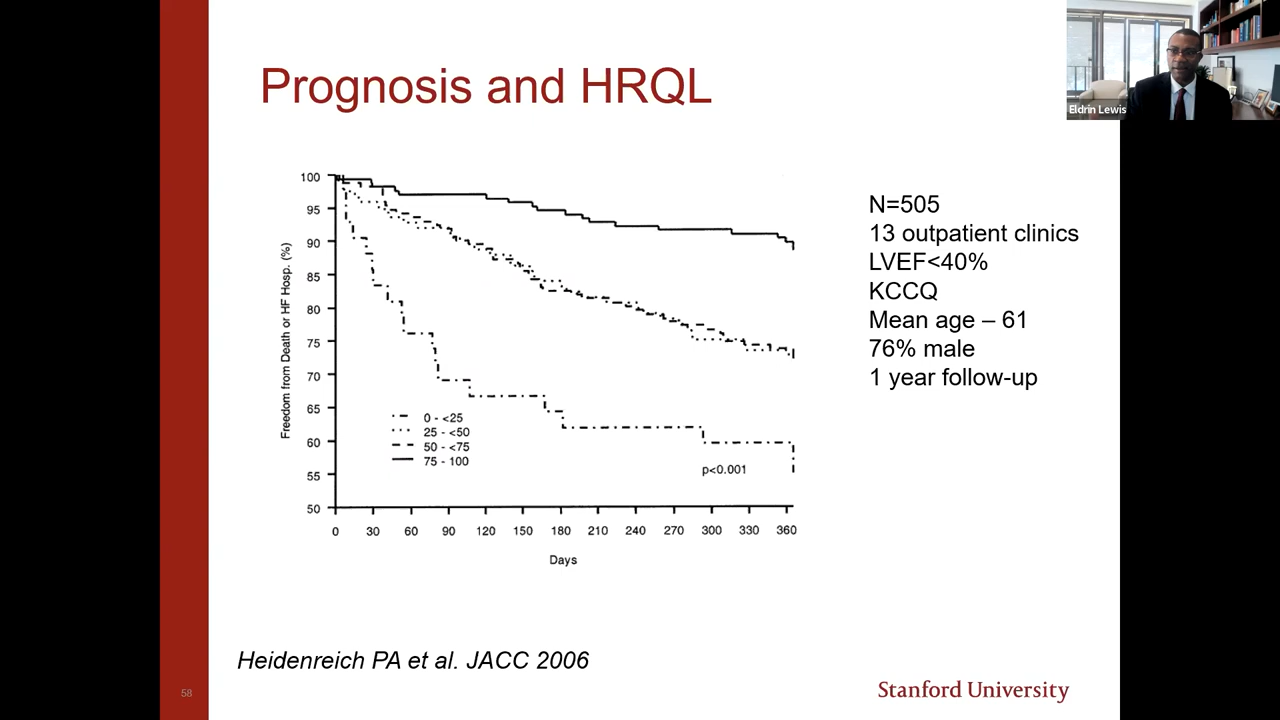 Prognosis and HRQL
Eldrin Lewis
Freedom from Death or HF Hosp. (%)
100
95
90
85
80
75
70
65
60
55
50
0 - <25
25 - <50
50 - <75
75 - 100
p<0.001
0 30 60 90 120 150 180 210 240 270 300 330 360
Days
N=505
13 outpatient clinics
LVEF<40%
KCCQ
Mean age – 61
76% male
1 year follow-up
Heidenreich PA et al. JACC 2006
58
Stanford University